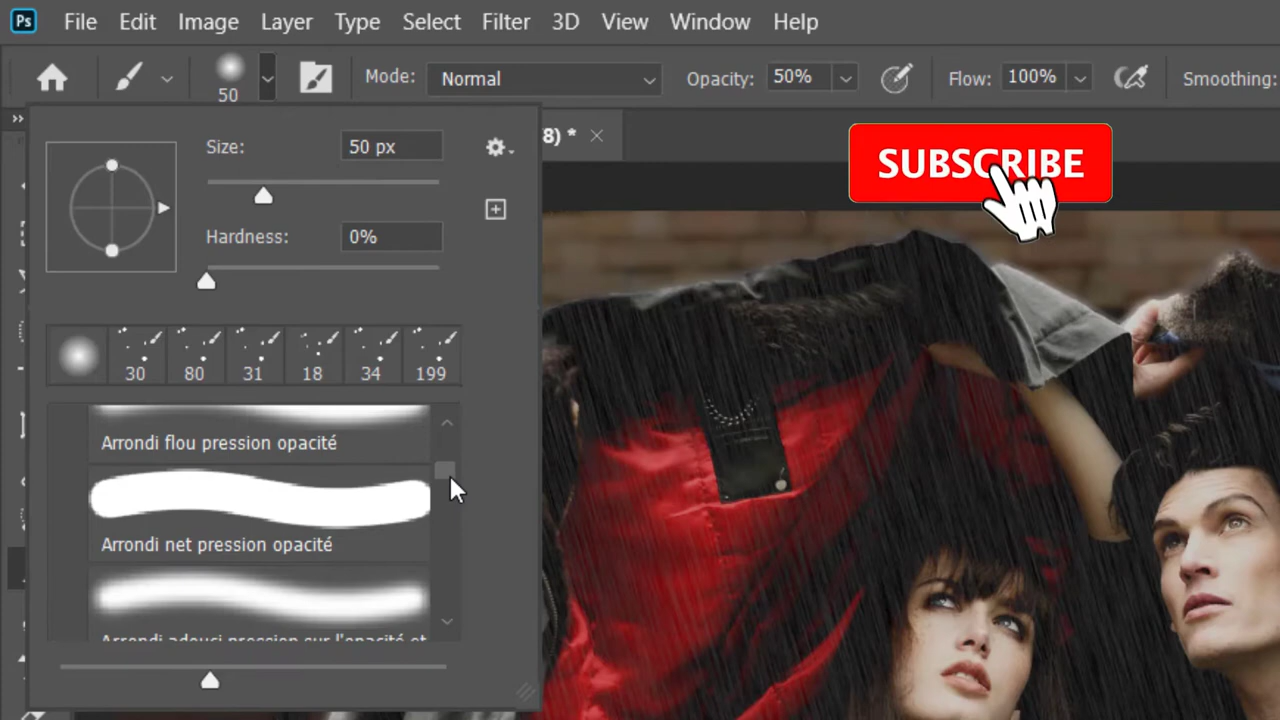 Ps File Edit Image Layer Type Select Filter 3D View Window Help
50 Mode: Normal Opacity: 50% Flow: 100% Smoothing:
8) *
SUBSCRIBE
Size: 50 px
Hardness: 0%
30 80 31 18 34 199
Arrondi flou pression opacité
Arrondi net pression opacité
Arrondi adouci pression sur l'opacité et